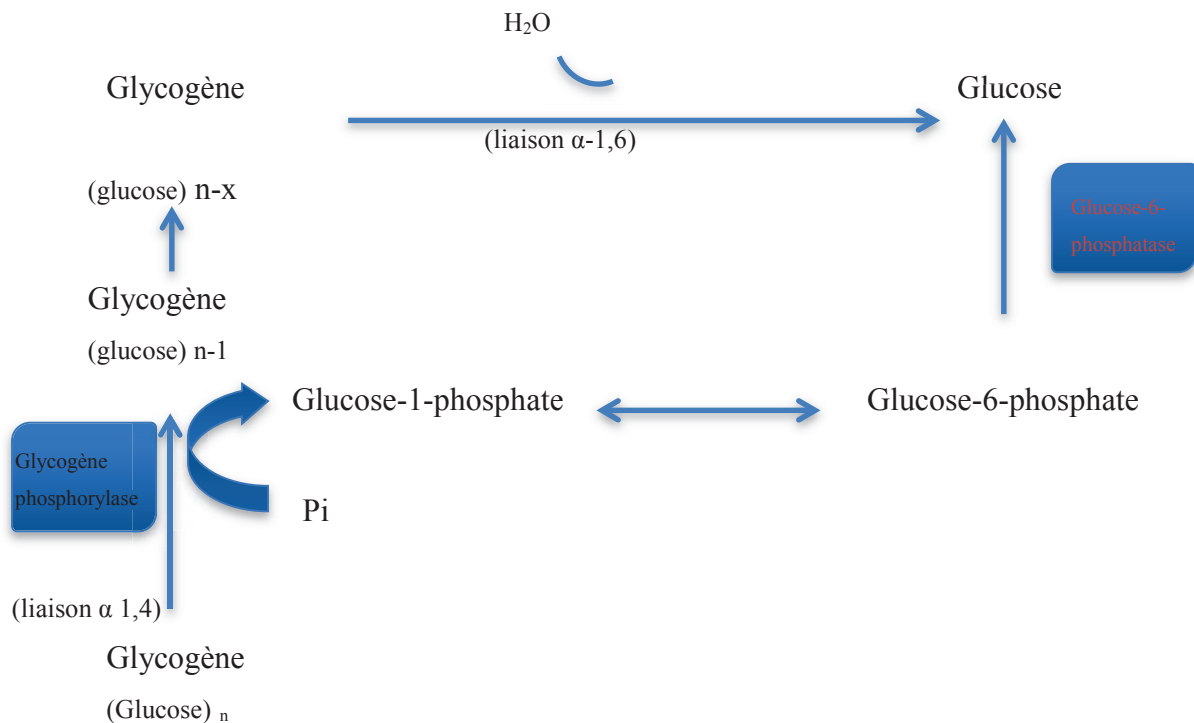 H₂O
Glycogène
Glucose
(liaison α-1,6)
(glucose) n-x
Glucose-6-
phosphatase
Glycogène
(glucose) n-1
Glucose-1-phosphate
Glucose-6-phosphate
Glycogène
phosphorylase
Pi
(liaison α 1,4)
Glycogène
(Glucose) ₙ